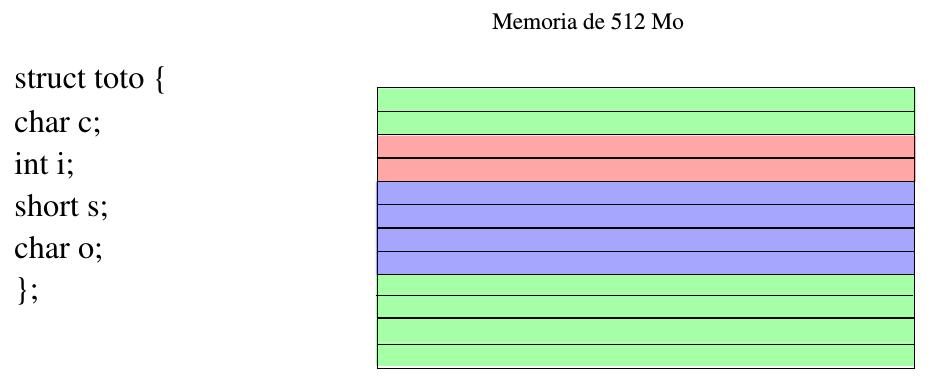 Memoria de 512 Mo
struct toto {
char c;
int i;
short s;
char o;
};